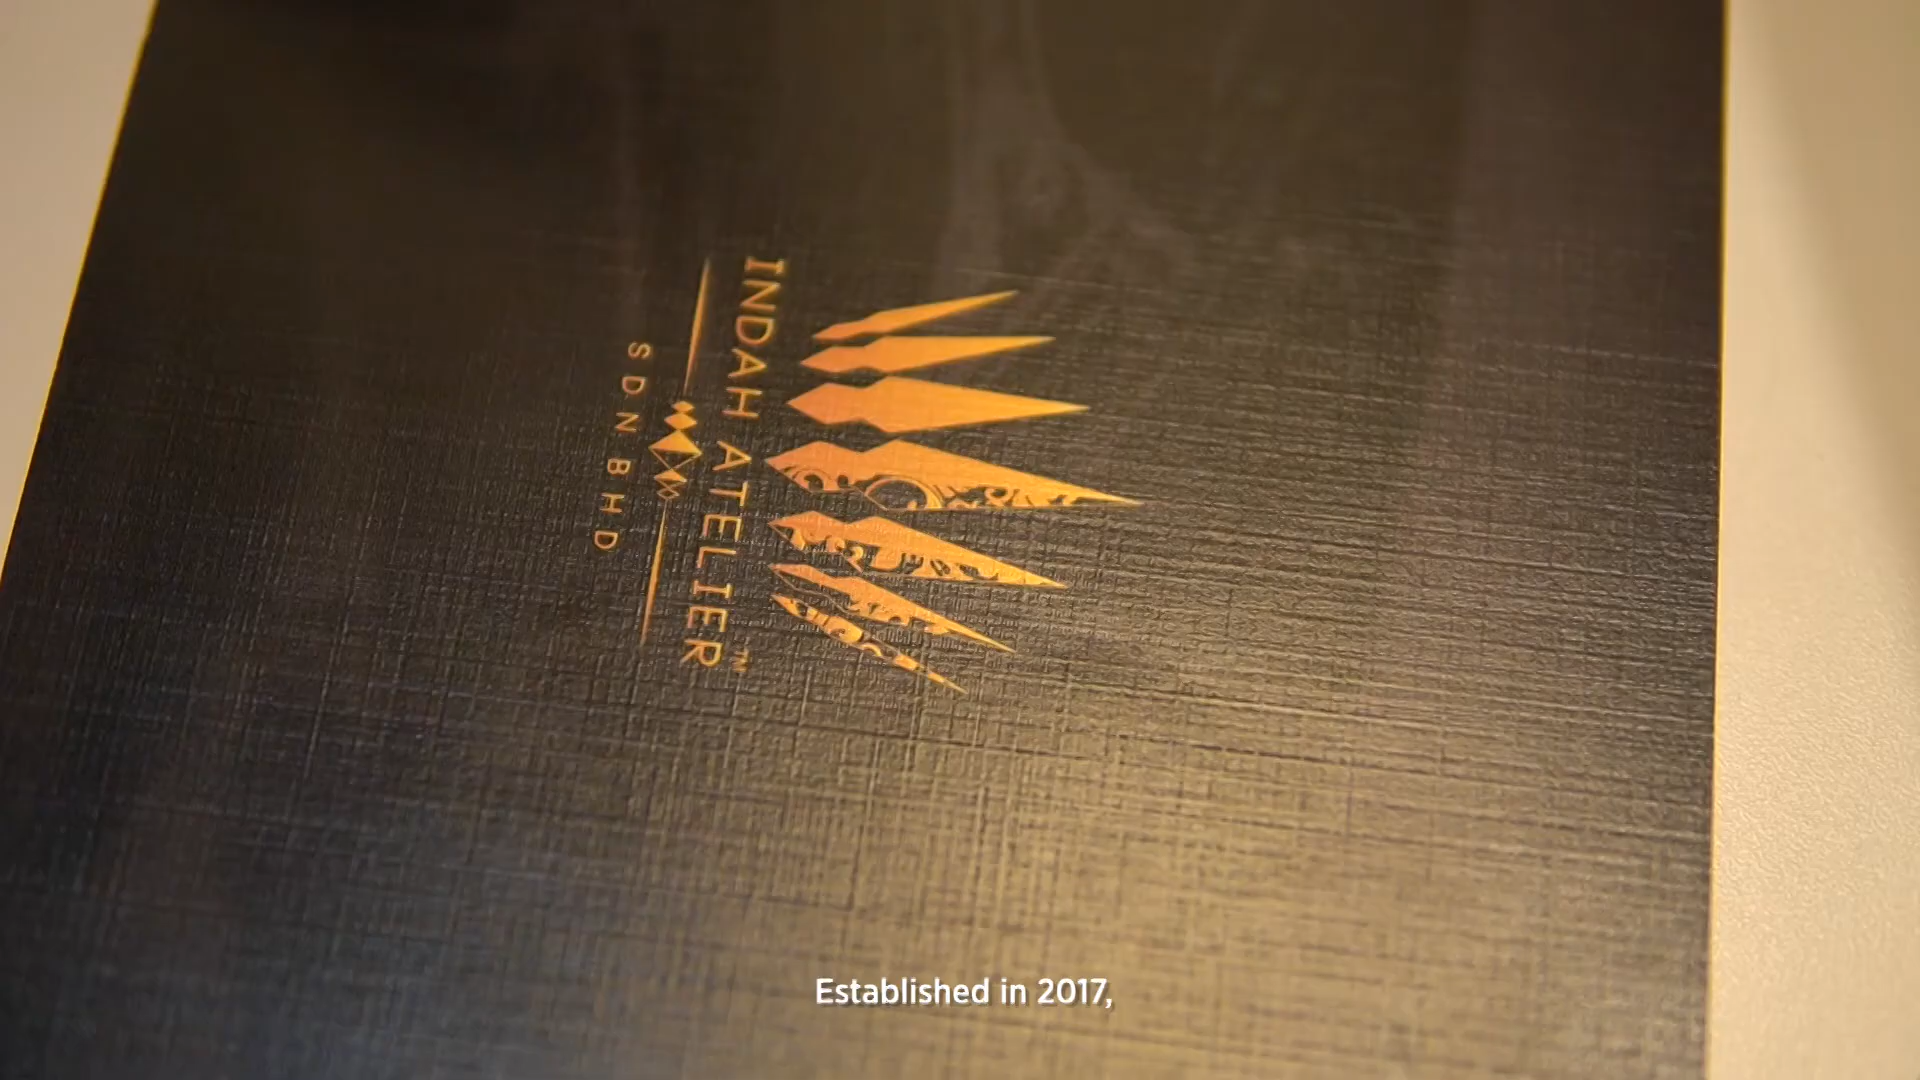 INDAH ATELIER™
SDN BHD
Established in 2017,